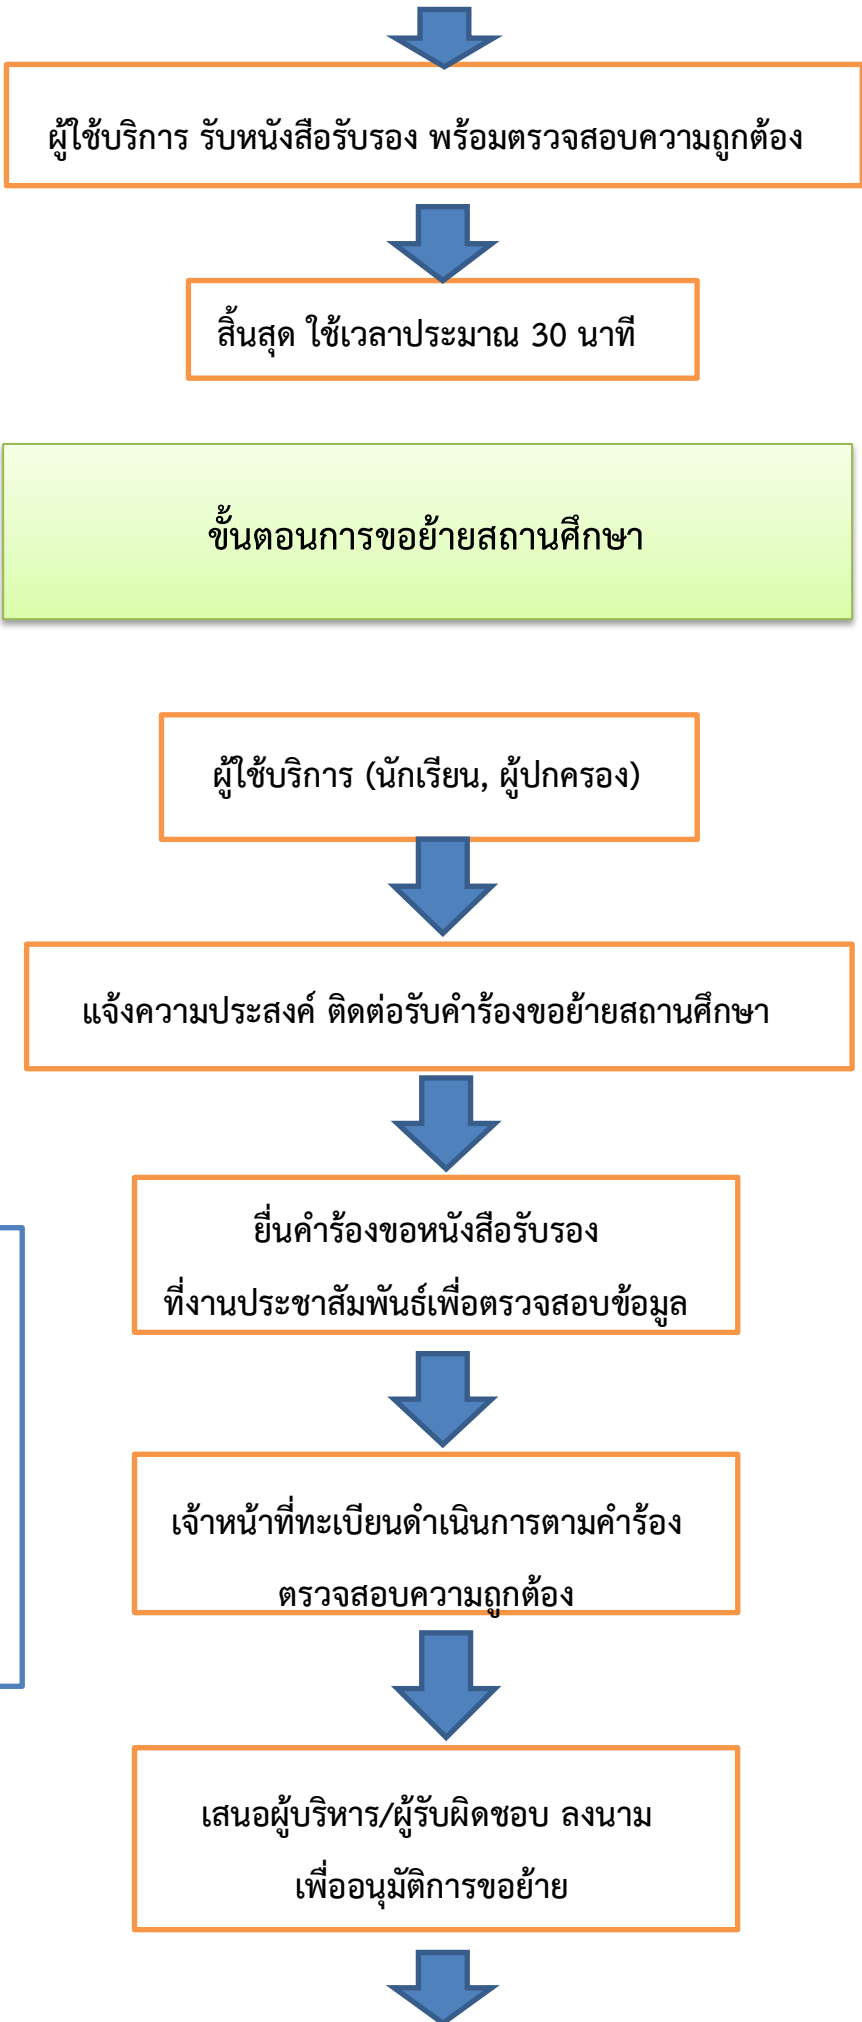 ผู้ใช้บริการ รับหนังสือรับรอง พร้อมตรวจสอบความถูกต้อง
สิ้นสุด ใช้เวลาประมาณ 30 นาที
ขั้นตอนการขอย้ายสถานศึกษา
ผู้ใช้บริการ (นักเรียน, ผู้ปกครอง)
แจ้งความประสงค์ ติดต่อรับคำร้องขอย้ายสถานศึกษา
ยื่นคำร้องขอหนังสือรับรอง
ที่งานประชาสัมพันธ์เพื่อตรวจสอบข้อมูล
เจ้าหน้าที่ทะเบียนดำเนินการตามคำร้อง
ตรวจสอบความถูกต้อง
เสนอผู้บริหาร/ผู้รับผิดชอบ ลงนาม
เพื่ออนุมัติการขอย้าย